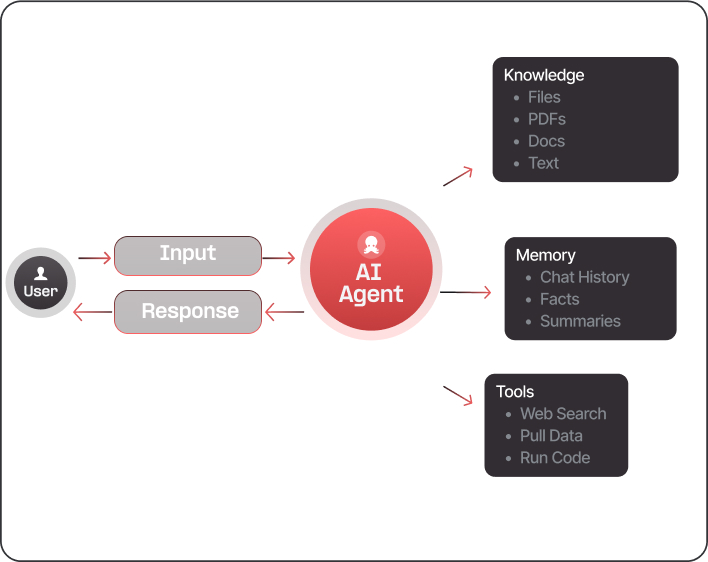 User
Input
Response
AI
Agent
Knowledge
• Files
• PDFs
• Docs
• Text
Memory
• Chat History
• Facts
• Summaries
Tools
• Web Search
• Pull Data
• Run Code